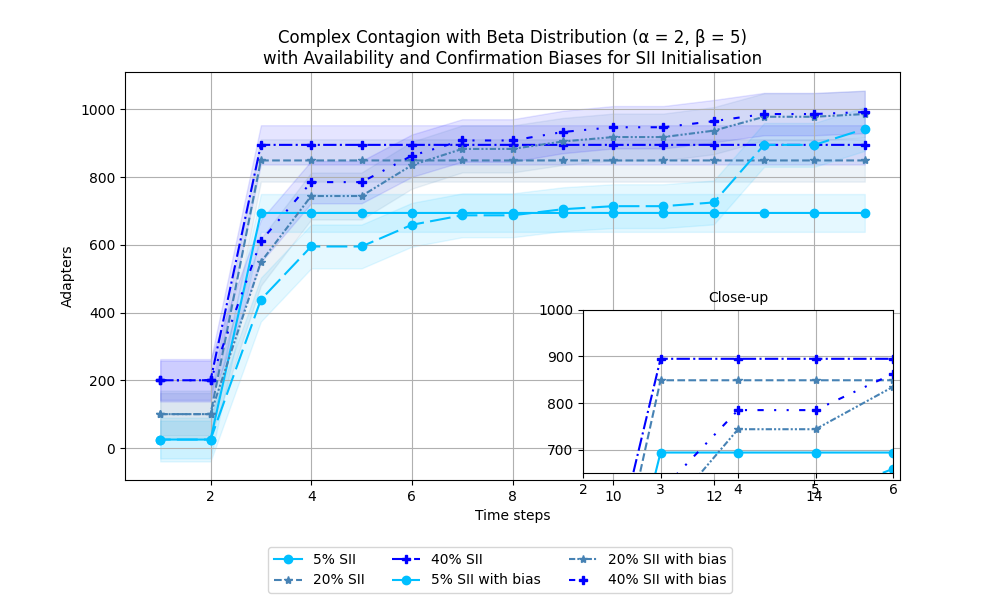 Complex Contagion with Beta Distribution (α = 2, β = 5)
with Availability and Confirmation Biases for SII Initialisation
Adapters
1000
800
600
400
200
0
2
4
6
8
10
12
14
Time steps
Close-up
1000
900
800
700
2
3
4
5
6
5% SII
20% SII
40% SII
5% SII with bias
20% SII with bias
40% SII with bias